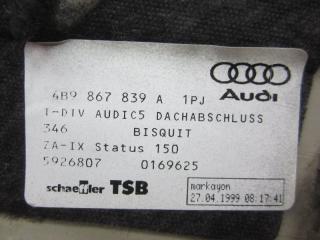 4B9 867 839 A 1PJ
Audi
T-DIV AUDIC5 DACHABSCHLUSS
346 BISQUIT
ZA-IX Status 150
5926807 0169625
schaeffler TSB
markayon
27.04.1999 08:17:41